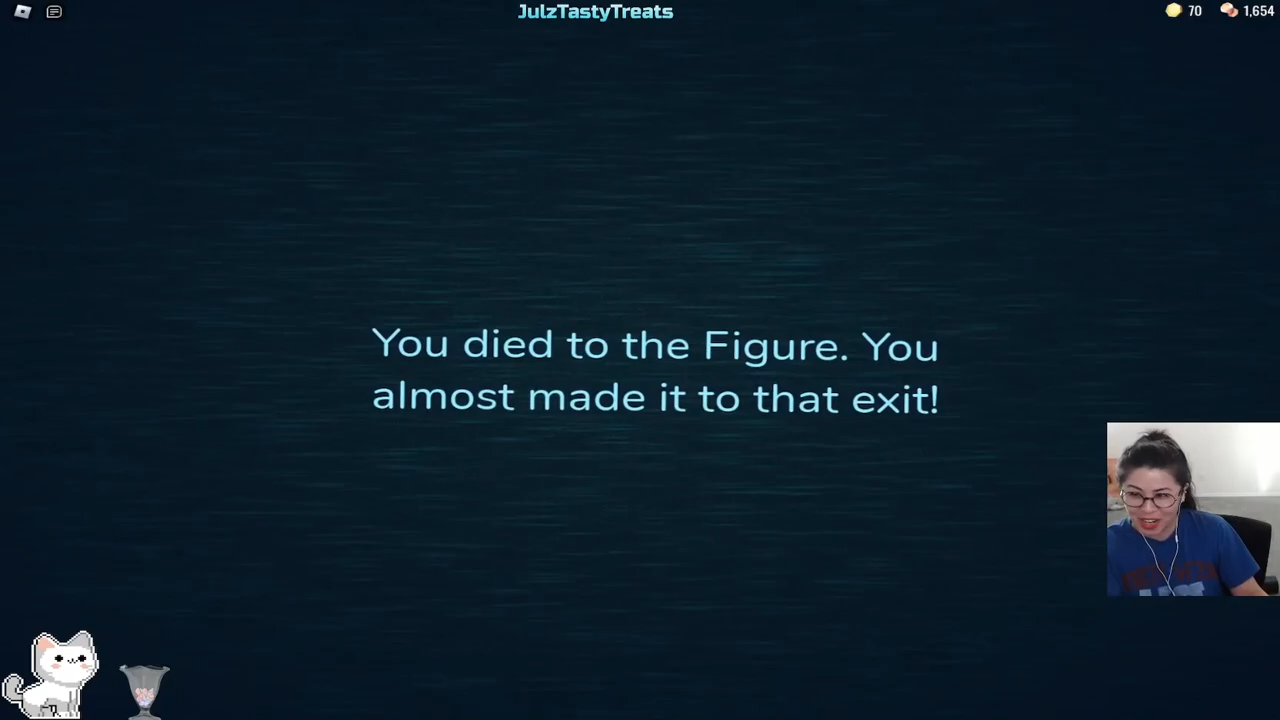 JulzTastyTreats
70
1,654
You died to the Figure. You
almost made it to that exit!